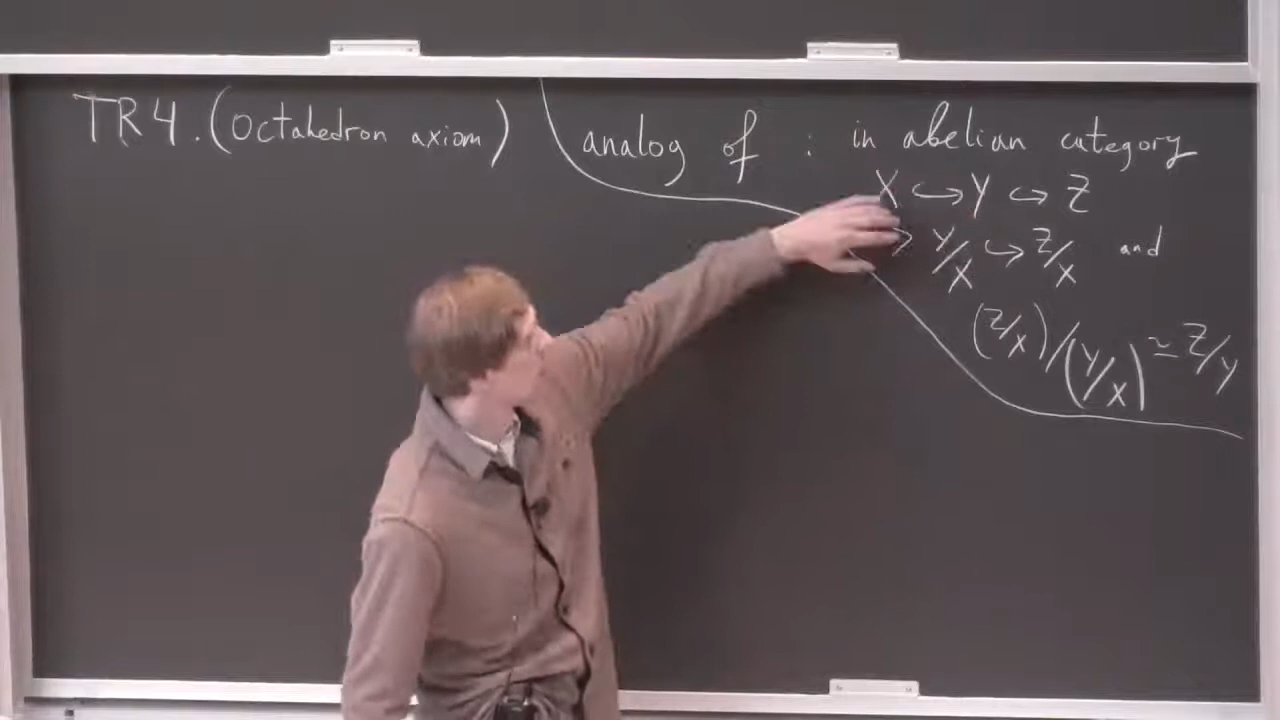 TR4. (Octahedron axiom) analog of : in abelian category
X ↪ Y ↪ Z
⇒ Y/X ↪ Z/X and
(Z/X)/(Y/X) ≃ Z/Y